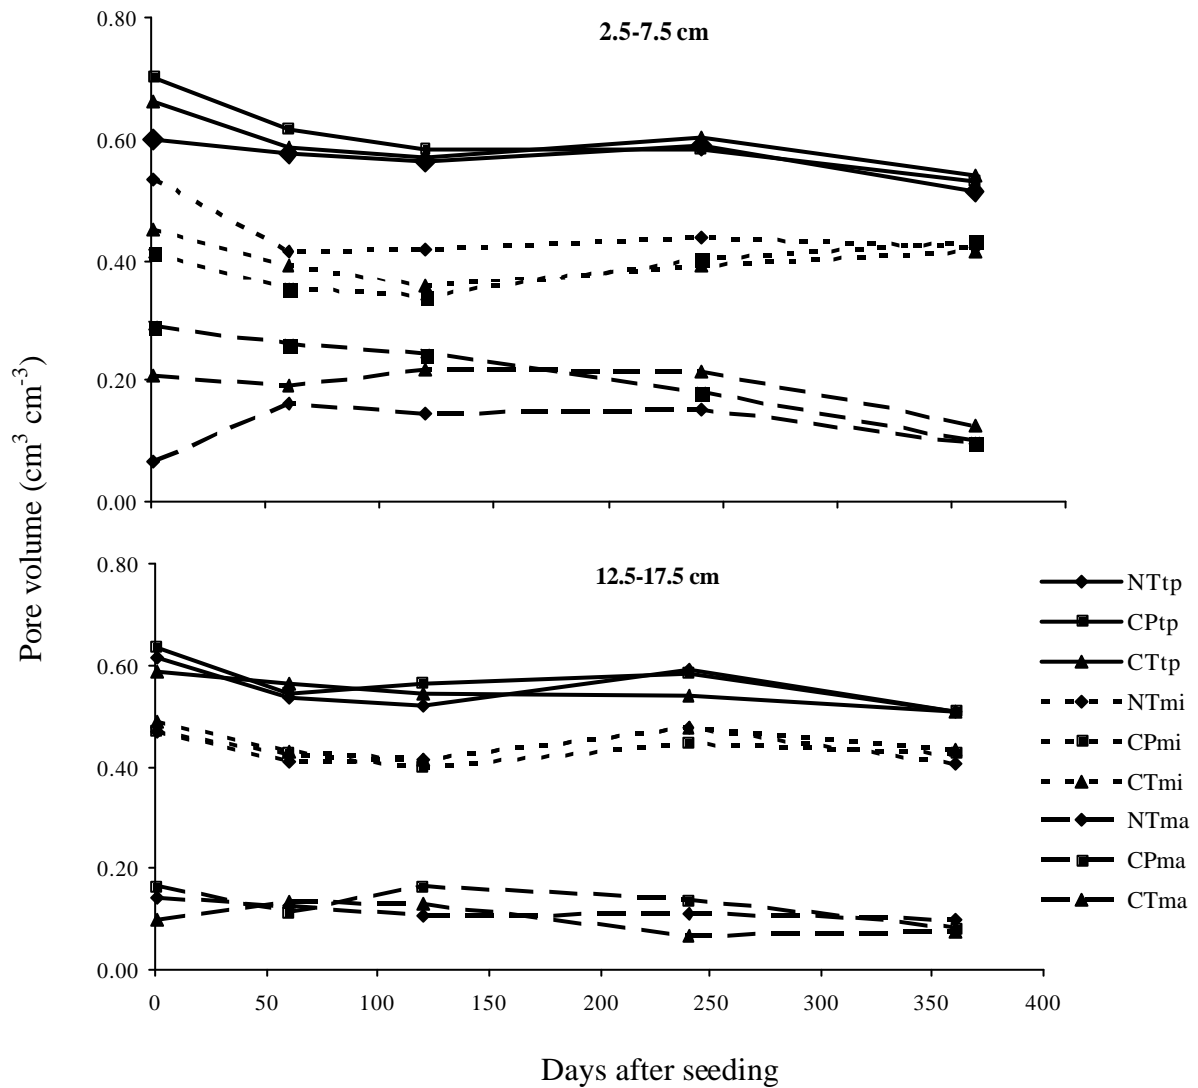 0.80
2.5-7.5 cm
0.60
0.40
0.20
0.00
Pore volume (cm³ cm⁻³)
0.80
12.5-17.5 cm
0.60
0.40
0.20
0.00
0 50 100 150 200 250 300 350 400
Days after seeding
NTtp
CPtp
CTtp
NTmi
CPmi
CTmi
NTma
CPma
CTma